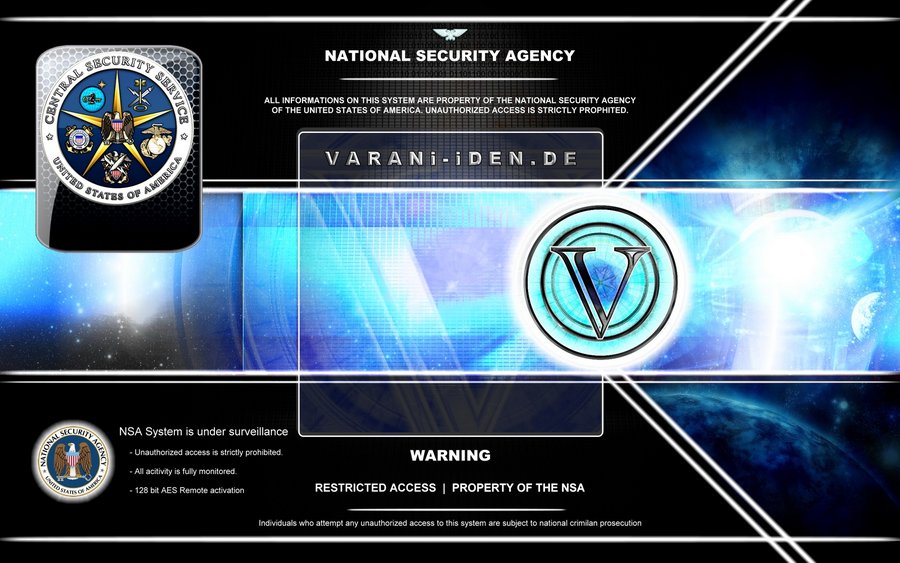 NATIONAL SECURITY AGENCY
ALL INFORMATIONS ON THIS SYSTEM ARE PROPERTY OF THE NATIONAL SECURITY AGENCY
OF THE UNITED STATES OF AMERICA. UNAUTHORIZED ACCESS IS STRICTLY PROPHITED.
CENTRAL SECURITY SERVICE
UNITED STATES OF AMERICA
VARANi-iDEN.DE
V
NATIONAL SECURITY AGENCY
UNITED STATES OF AMERICA
NSA System is under surveillance
- Unauthorized access is strictly prohibited.
- All acitivity is fully monitored.
- 128 bit AES Remote activation
WARNING
RESTRICTED ACCESS | PROPERTY OF THE NSA
Individuals who attempt any unauthorized access to this system are subject to national crimilan prosecution